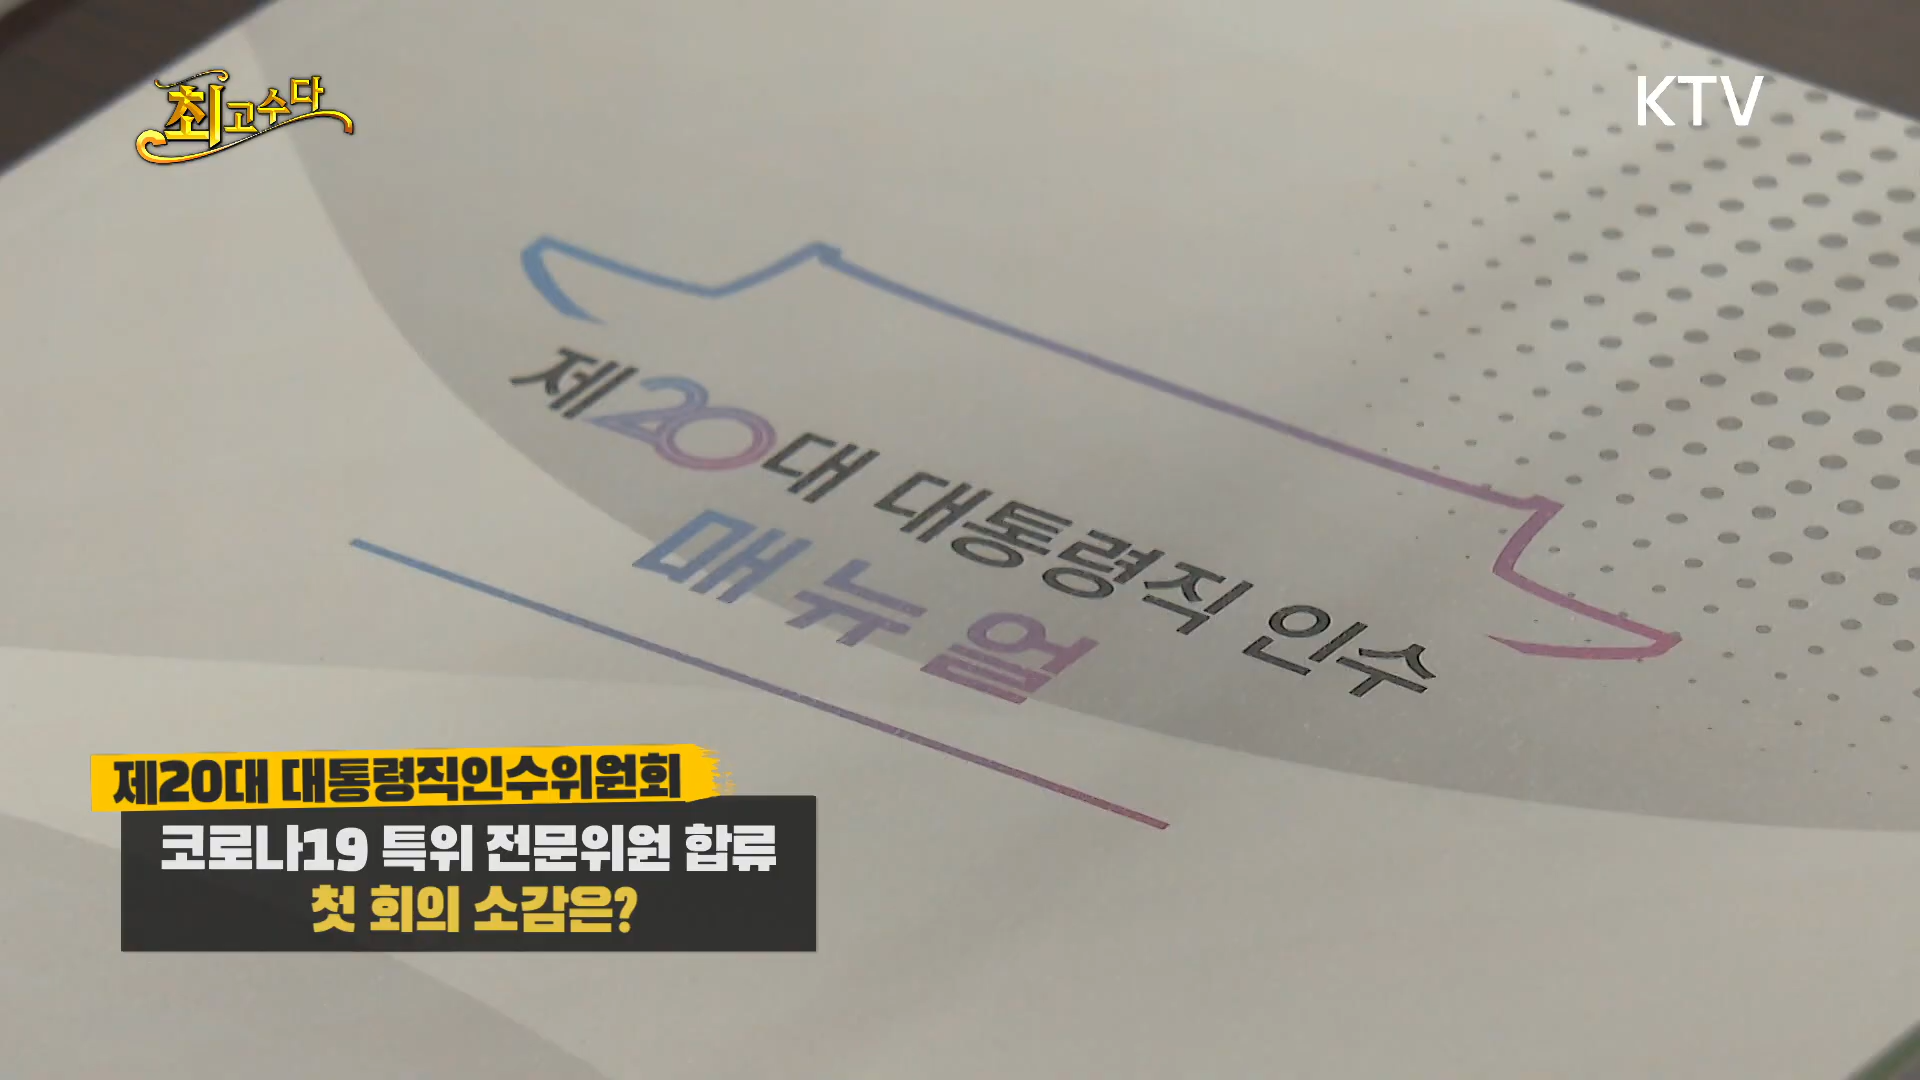 최고수다
KTV
제20대 대통령직 인수
매뉴얼
제20대 대통령직인수위원회
코로나19 특위 전문위원 합류
첫 회의 소감은?